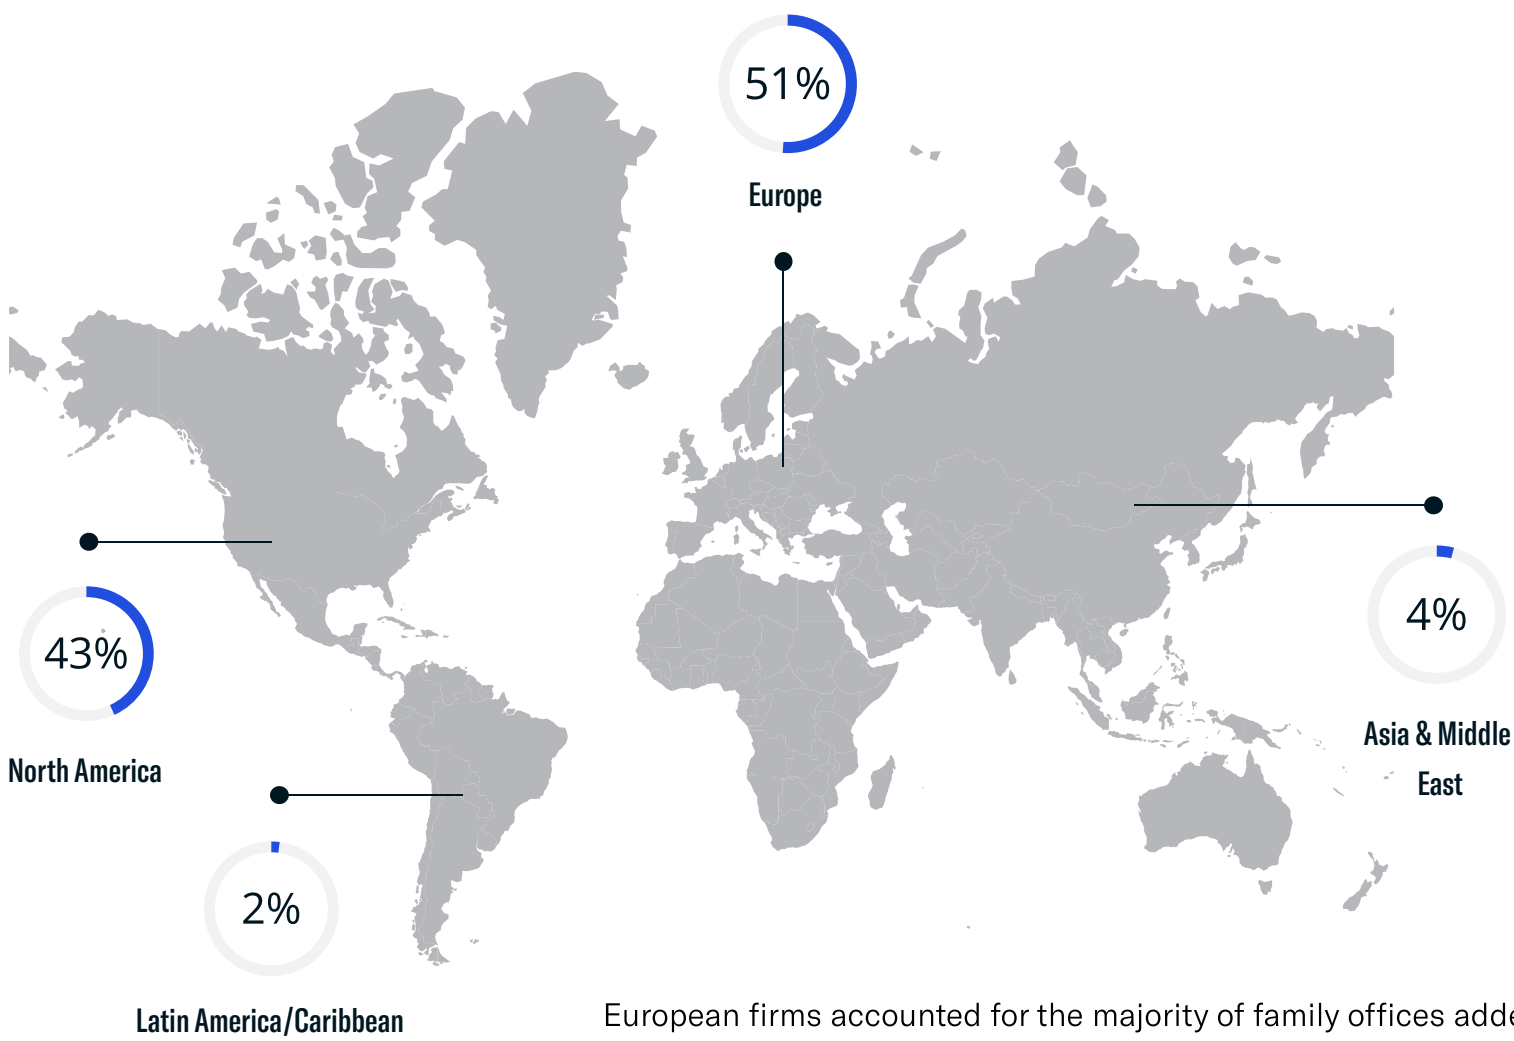 51%
Europe
43%
North America
4%
Asia & Middle
East
2%
Latin America/Caribbean
European firms accounted for the majority of family offices